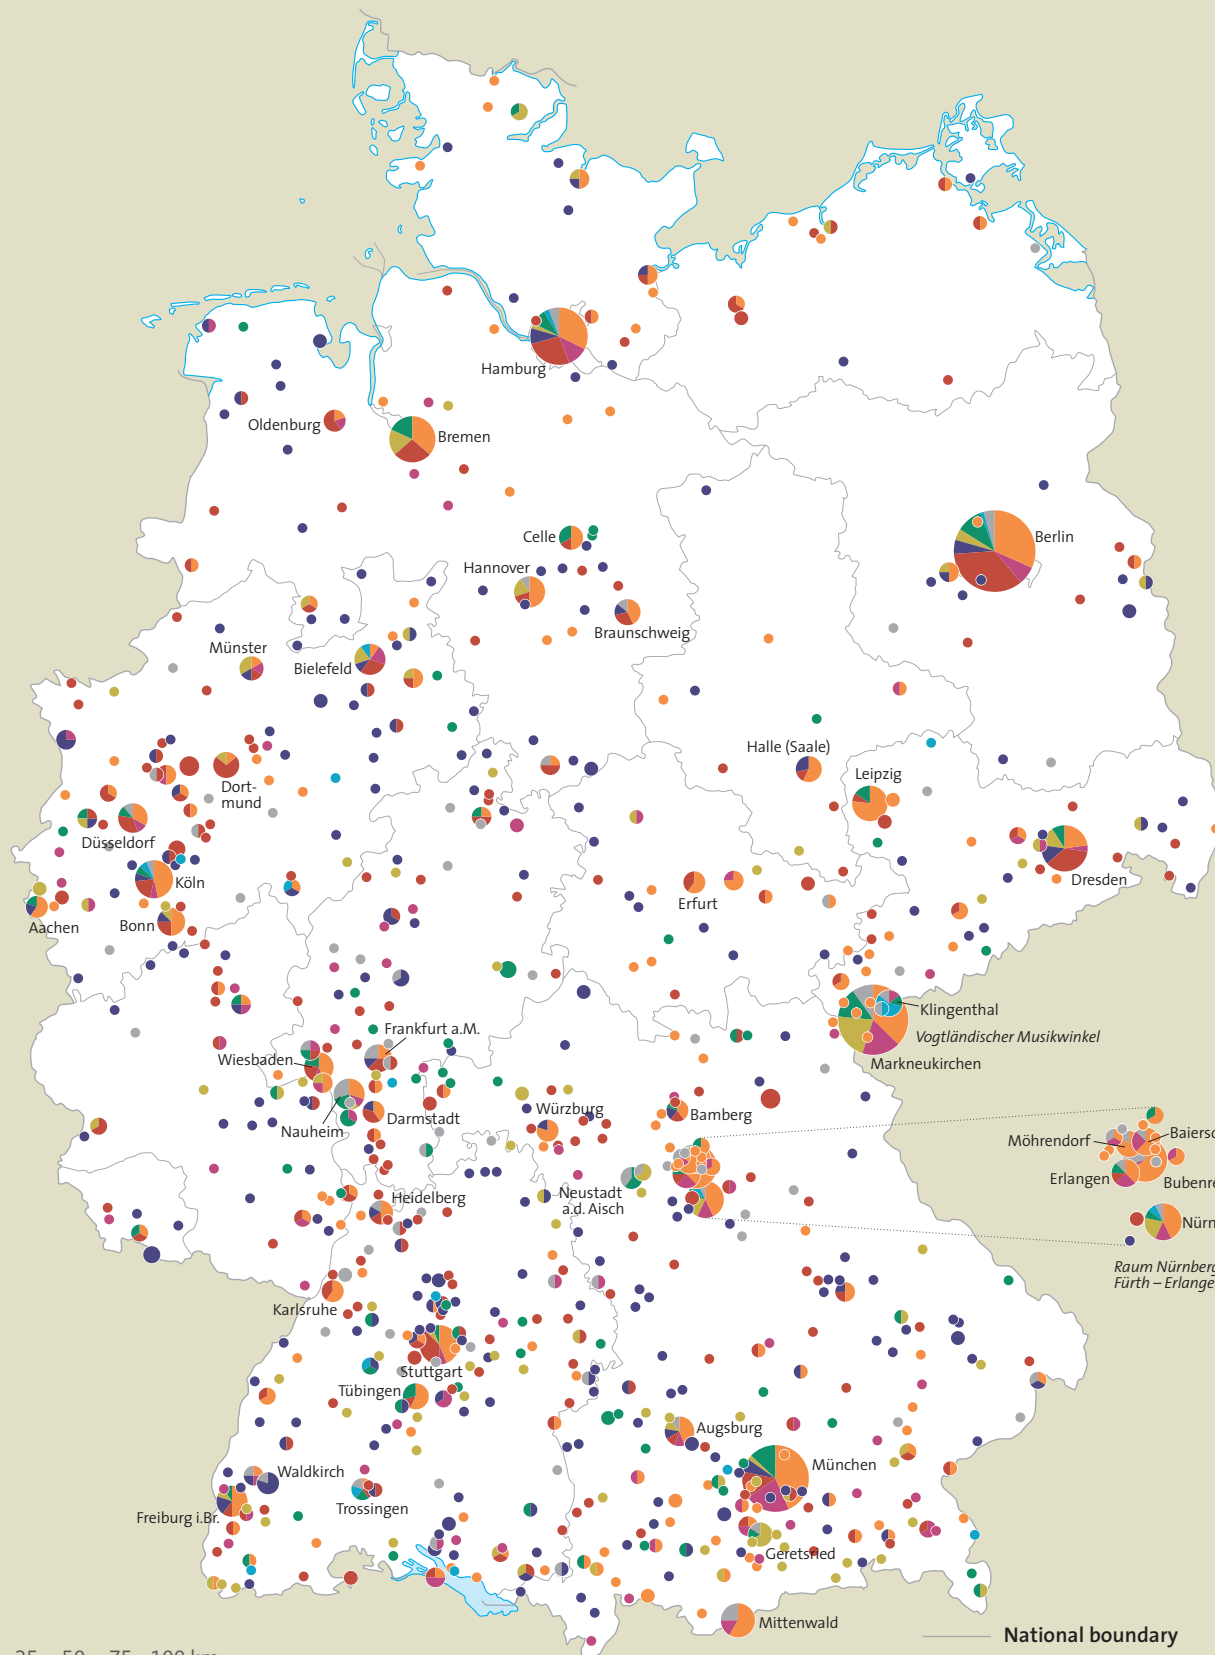 Hamburg
Oldenburg
Bremen
Celle
Berlin
Hannover
Braunschweig
Münster
Bielefeld
Halle (Saale)
Leipzig
Dort-
mund
Düsseldorf
Dresden
Köln
Erfurt
Aachen
Bonn
Klingenthal
Vogtländischer Musikwinkel
Markneukirchen
Frankfurt a.M.
Wiesbaden
Darmstadt
Nauheim
Würzburg
Bamberg
Möhrendorf
Erlangen
Neustadt
a.d. Aisch
Heidelberg
Karlsruhe
Stuttgart
Tübingen
Augsburg
München
Waldkirch
Trossingen
Freiburg i.Br.
Geretsried
Mittenwald
National boundary